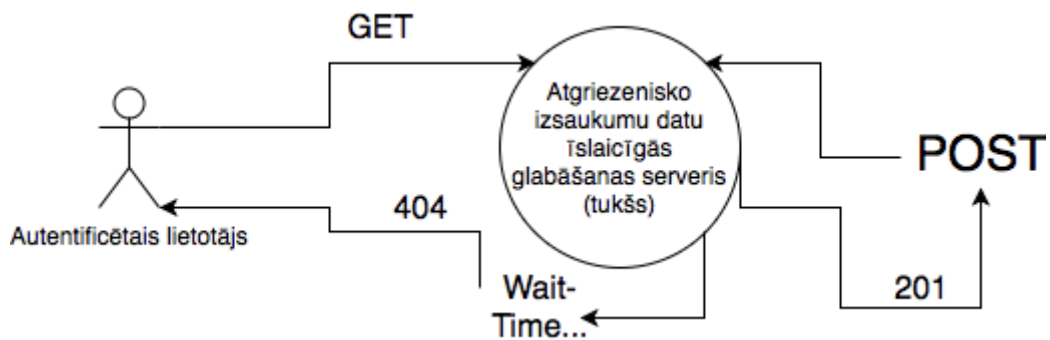 GET
Atgriezenisko
izsaukumu datu
īslaicīgās
glabāšanas serveris
(tukšs)
POST
404
Autentificētais lietotājs
Wait-
Time...
201